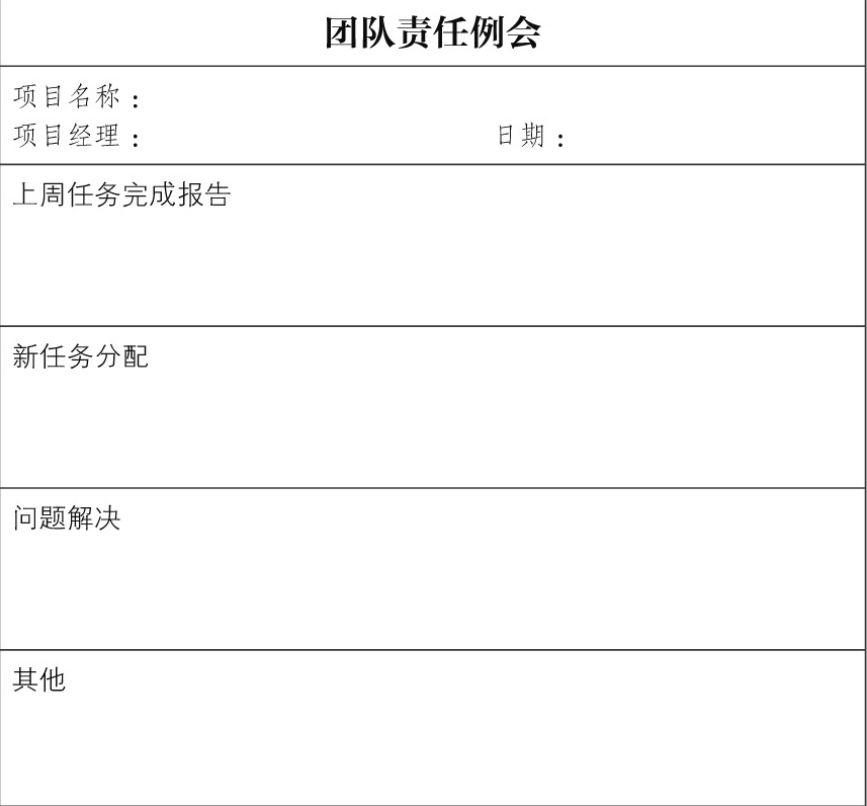 团队责任例会
项目名称：
项目经理： 日期：
上周任务完成报告
新任务分配
问题解决
其他